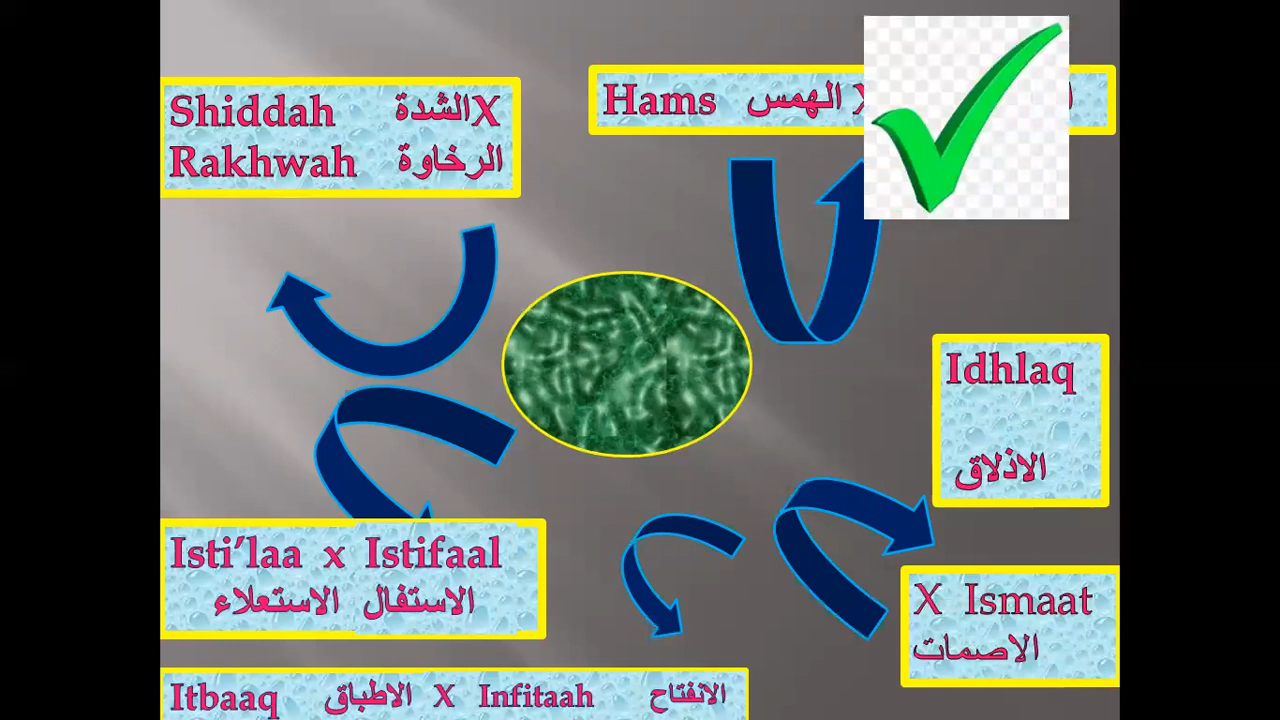 Shiddah الشدةX
Rakhwah الرخاوة
Hams الهمس X
Idhlaq
الاذلاق
Isti’laa x Istifaal
الاستفال الاستعلاء
X Ismaat
الاصمات
Itbaaq الاطباق X Infitaah الانفتاح